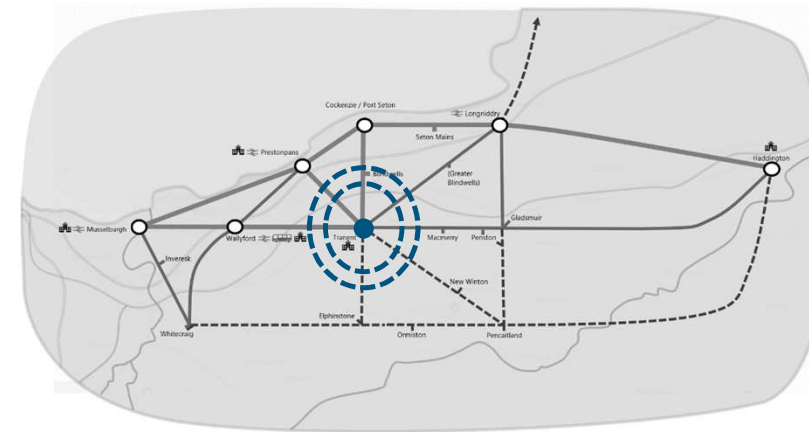 Cockenzie / Port Seton
Longniddry
Seton Mains
Prestonpans
Haddington
Blindwells
(Greater
Blindwells)
Gladsmuir
Musselburgh
Wallyford
Tranent
Macmerry
Penston
Inveresk
New Winton
Elphinstone
Whitecraig
Ormiston
Pencaitland